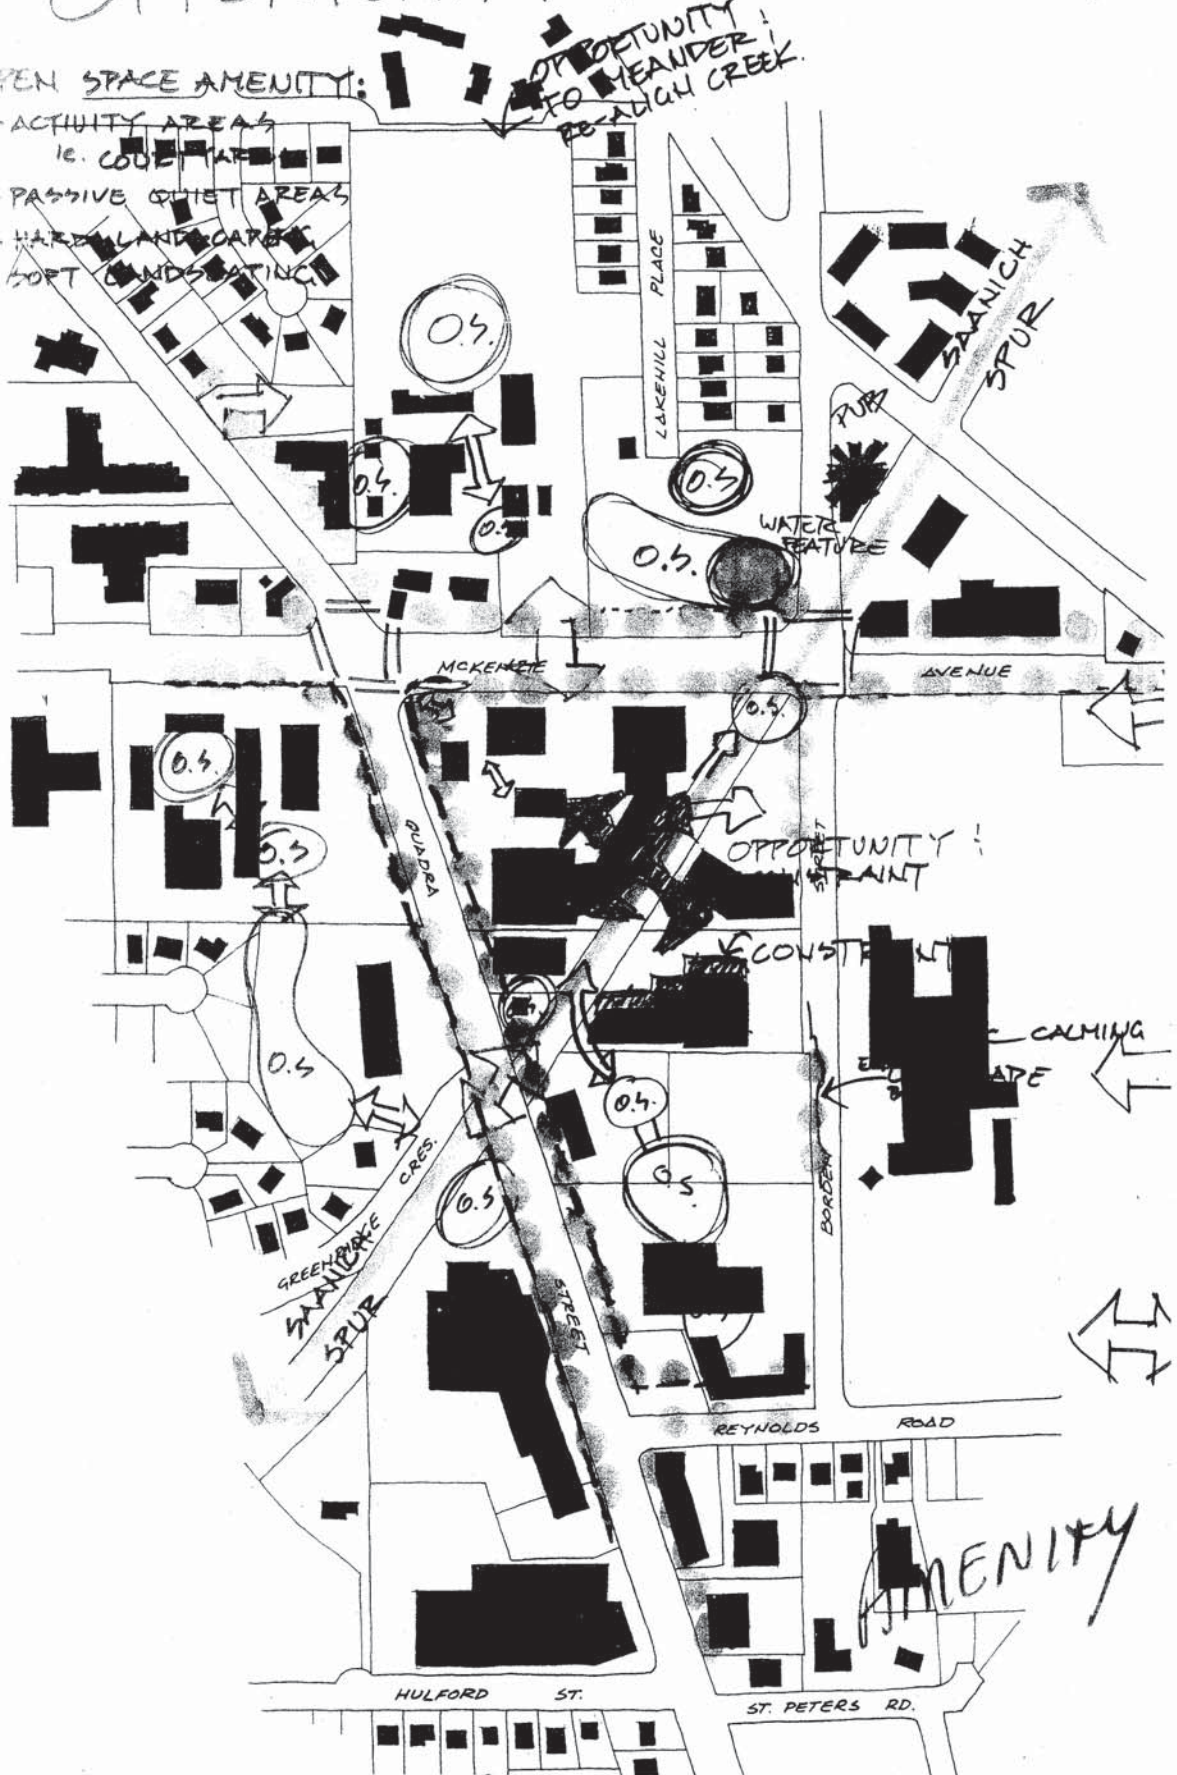 OPPORTUNITY !
TO MEANDER !
RE-ALIGN CREEK.
PEN SPACE AMENITY:
- ACTIVITY AREAS
ie.
PASSIVE QUIET AREAS
HARD LANDSCAPING
SOFT LANDSCAPING
LAKEHILL PLACE
SAANICH
SPUR
O.S.
PUB
O.S.
O.S.
O.S.
O.S.
WATER
FEATURE
MCKENZIE
AVENUE
O.S.
O.S.
O.S
QUADRA
STREET
OPPORTUNITY !
CONSTRAINT
CALMING
O.S
O.S.
O.S
O.S
GREENRIDGE CRES.
SAANICH
SPUR
BORDEN
STREET
REYNOLDS ROAD
AMENITY
HULFORD ST.
ST. PETERS RD.